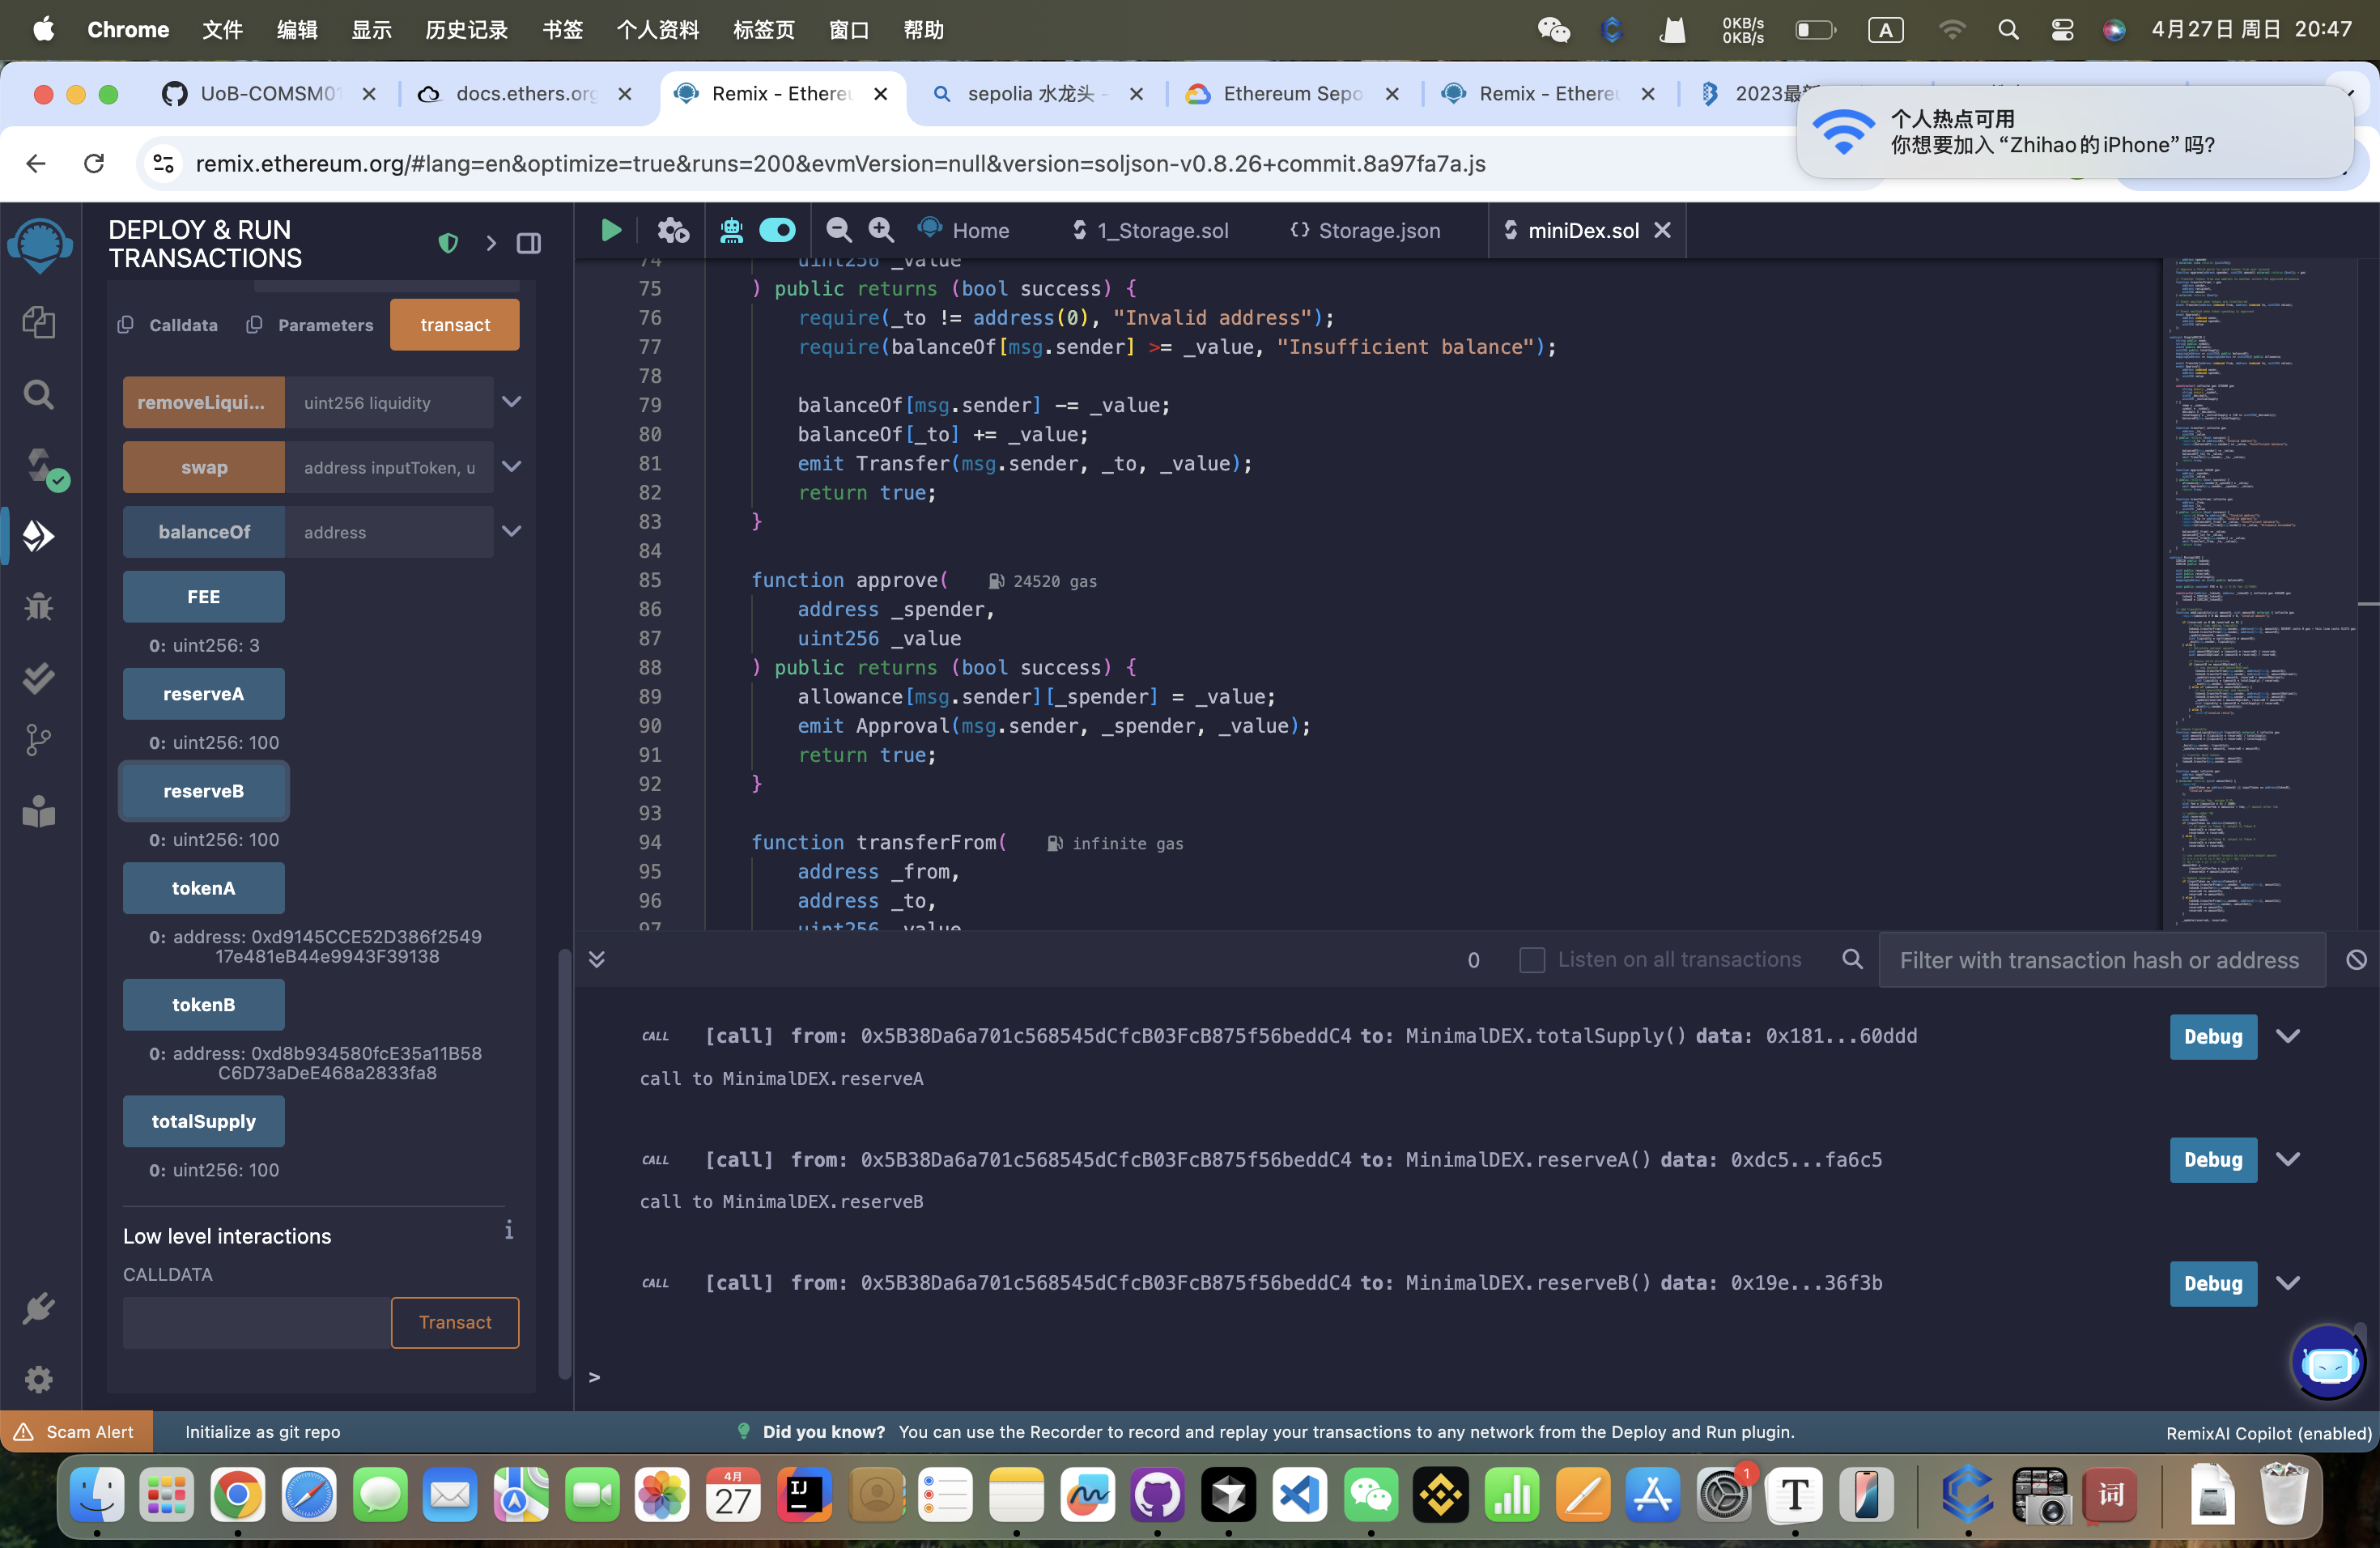 Chrome 文件 编辑 显示 历史记录 书签 个人资料 标签页 窗口 帮助
0KB/s
0KB/s
A
4月27日 周日 20:47
UoB-COMSM01
docs.ethers.org
Remix - Ethereu
sepolia 水龙头 -
Ethereum Sepo
Remix - Ethereu
个人热点可用
你想要加入 “Zhihao的iPhone” 吗?
remix.ethereum.org/#lang=en&optimize=true&runs=200&evmVersion=null&version=soljson-v0.8.26+commit.8a97fa7a.js
DEPLOY & RUN
TRANSACTIONS
Calldata
Parameters
transact
removeLiqui... uint256 liquidity
swap address inputToken, u
balanceOf address
FEE
0: uint256: 3
reserveA
0: uint256: 100
reserveB
0: uint256: 100
tokenA
0: address: 0xd9145CCE52D386f2549
17e481eB44e9943F39138
tokenB
0: address: 0xd8b934580fcE35a11B58
C6D73aDeE468a2833fa8
totalSupply
0: uint256: 100
Low level interactions
i
CALLDATA
Transact
Home
1_Storage.sol
Storage.json
miniDex.sol
74 uint256 _value
75 ) public returns (bool success) {
76 require(_to != address(0), "Invalid address");
77 require(balanceOf[msg.sender] >= _value, "Insufficient balance");
78
79 balanceOf[msg.sender] -= _value;
80 balanceOf[_to] += _value;
81 emit Transfer(msg.sender, _to, _value);
82 return true;
83 }
84
85 function approve( 24520 gas
86 address _spender,
87 uint256 _value
88 ) public returns (bool success) {
89 allowance[msg.sender][_spender] = _value;
90 emit Approval(msg.sender, _spender, _value);
91 return true;
92 }
93
94 function transferFrom( infinite gas
95 address _from,
96 address _to,
97 uint256 _value
0
Listen on all transactions
Filter with transaction hash or address
CALL [call] from: 0x5B38Da6a701c568545dCfcB03FcB875f56beddC4 to: MinimalDEX.totalSupply() data: 0x181...60ddd Debug
call to MinimalDEX.reserveA
CALL [call] from: 0x5B38Da6a701c568545dCfcB03FcB875f56beddC4 to: MinimalDEX.reserveA() data: 0xdc5...fa6c5 Debug
call to MinimalDEX.reserveB
CALL [call] from: 0x5B38Da6a701c568545dCfcB03FcB875f56beddC4 to: MinimalDEX.reserveB() data: 0x19e...36f3b Debug
>
Scam Alert
Initialize as git repo
Did you know? You can use the Recorder to record and replay your transactions to any network from the Deploy and Run plugin.
RemixAI Copilot (enabled)
4月
27
IJ
1
T
词